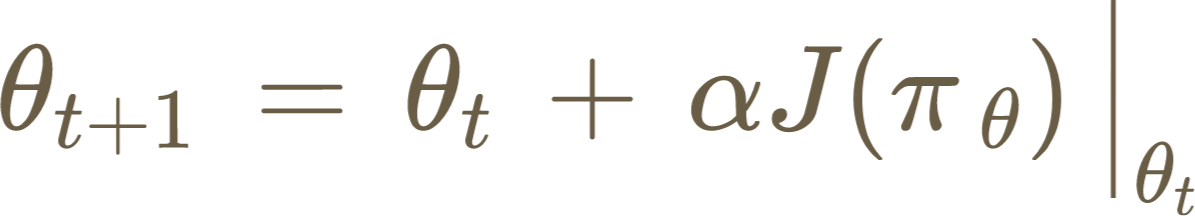 θ_{t+1} = θ_t + αJ(π_θ)|_{θ_t}